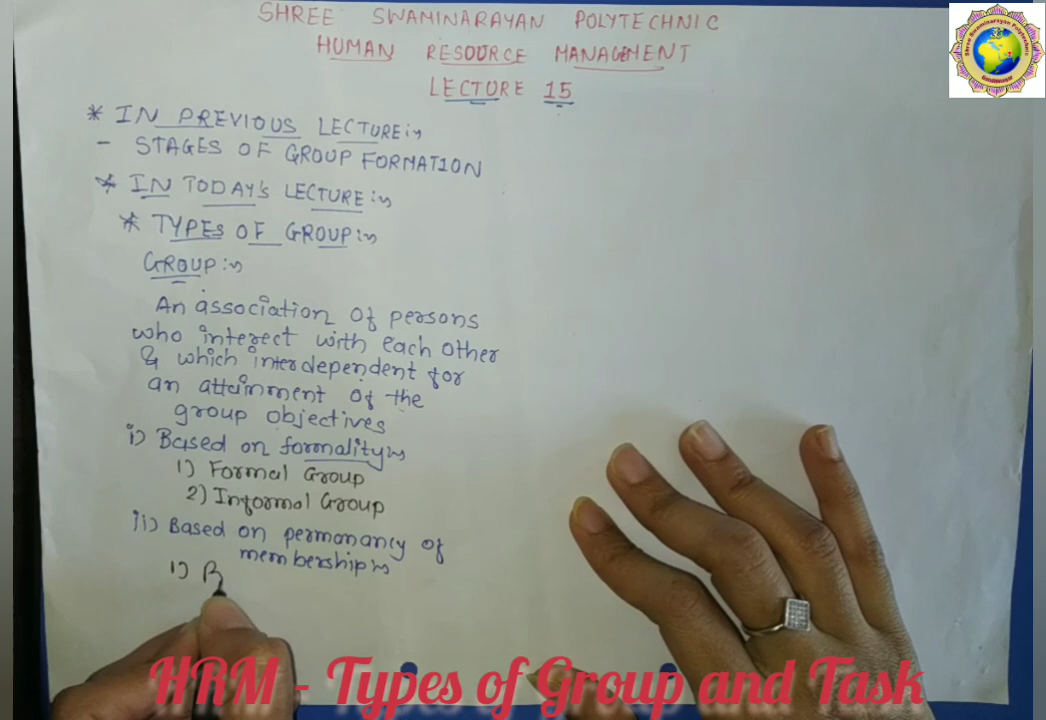 SHREE SWAMINARAYAN POLYTECHNIC
HUMAN RESOURCE MANAGEMENT
LECTURE 15
* IN PREVIOUS LECTURE:
- STAGES OF GROUP FORMATION
* IN TODAY'S LECTURE:
* TYPES OF GROUP:
GROUP:
An association of persons
who interect with each other
& which interdependent for
an attainment of the
group objectives
i) Based on formality
1) Formal Group
2) Informal Group
ii) Based on permanancy of
membership
1) B
HRM - Types of Group and Task
Shree Swaminarayan Polytechnic